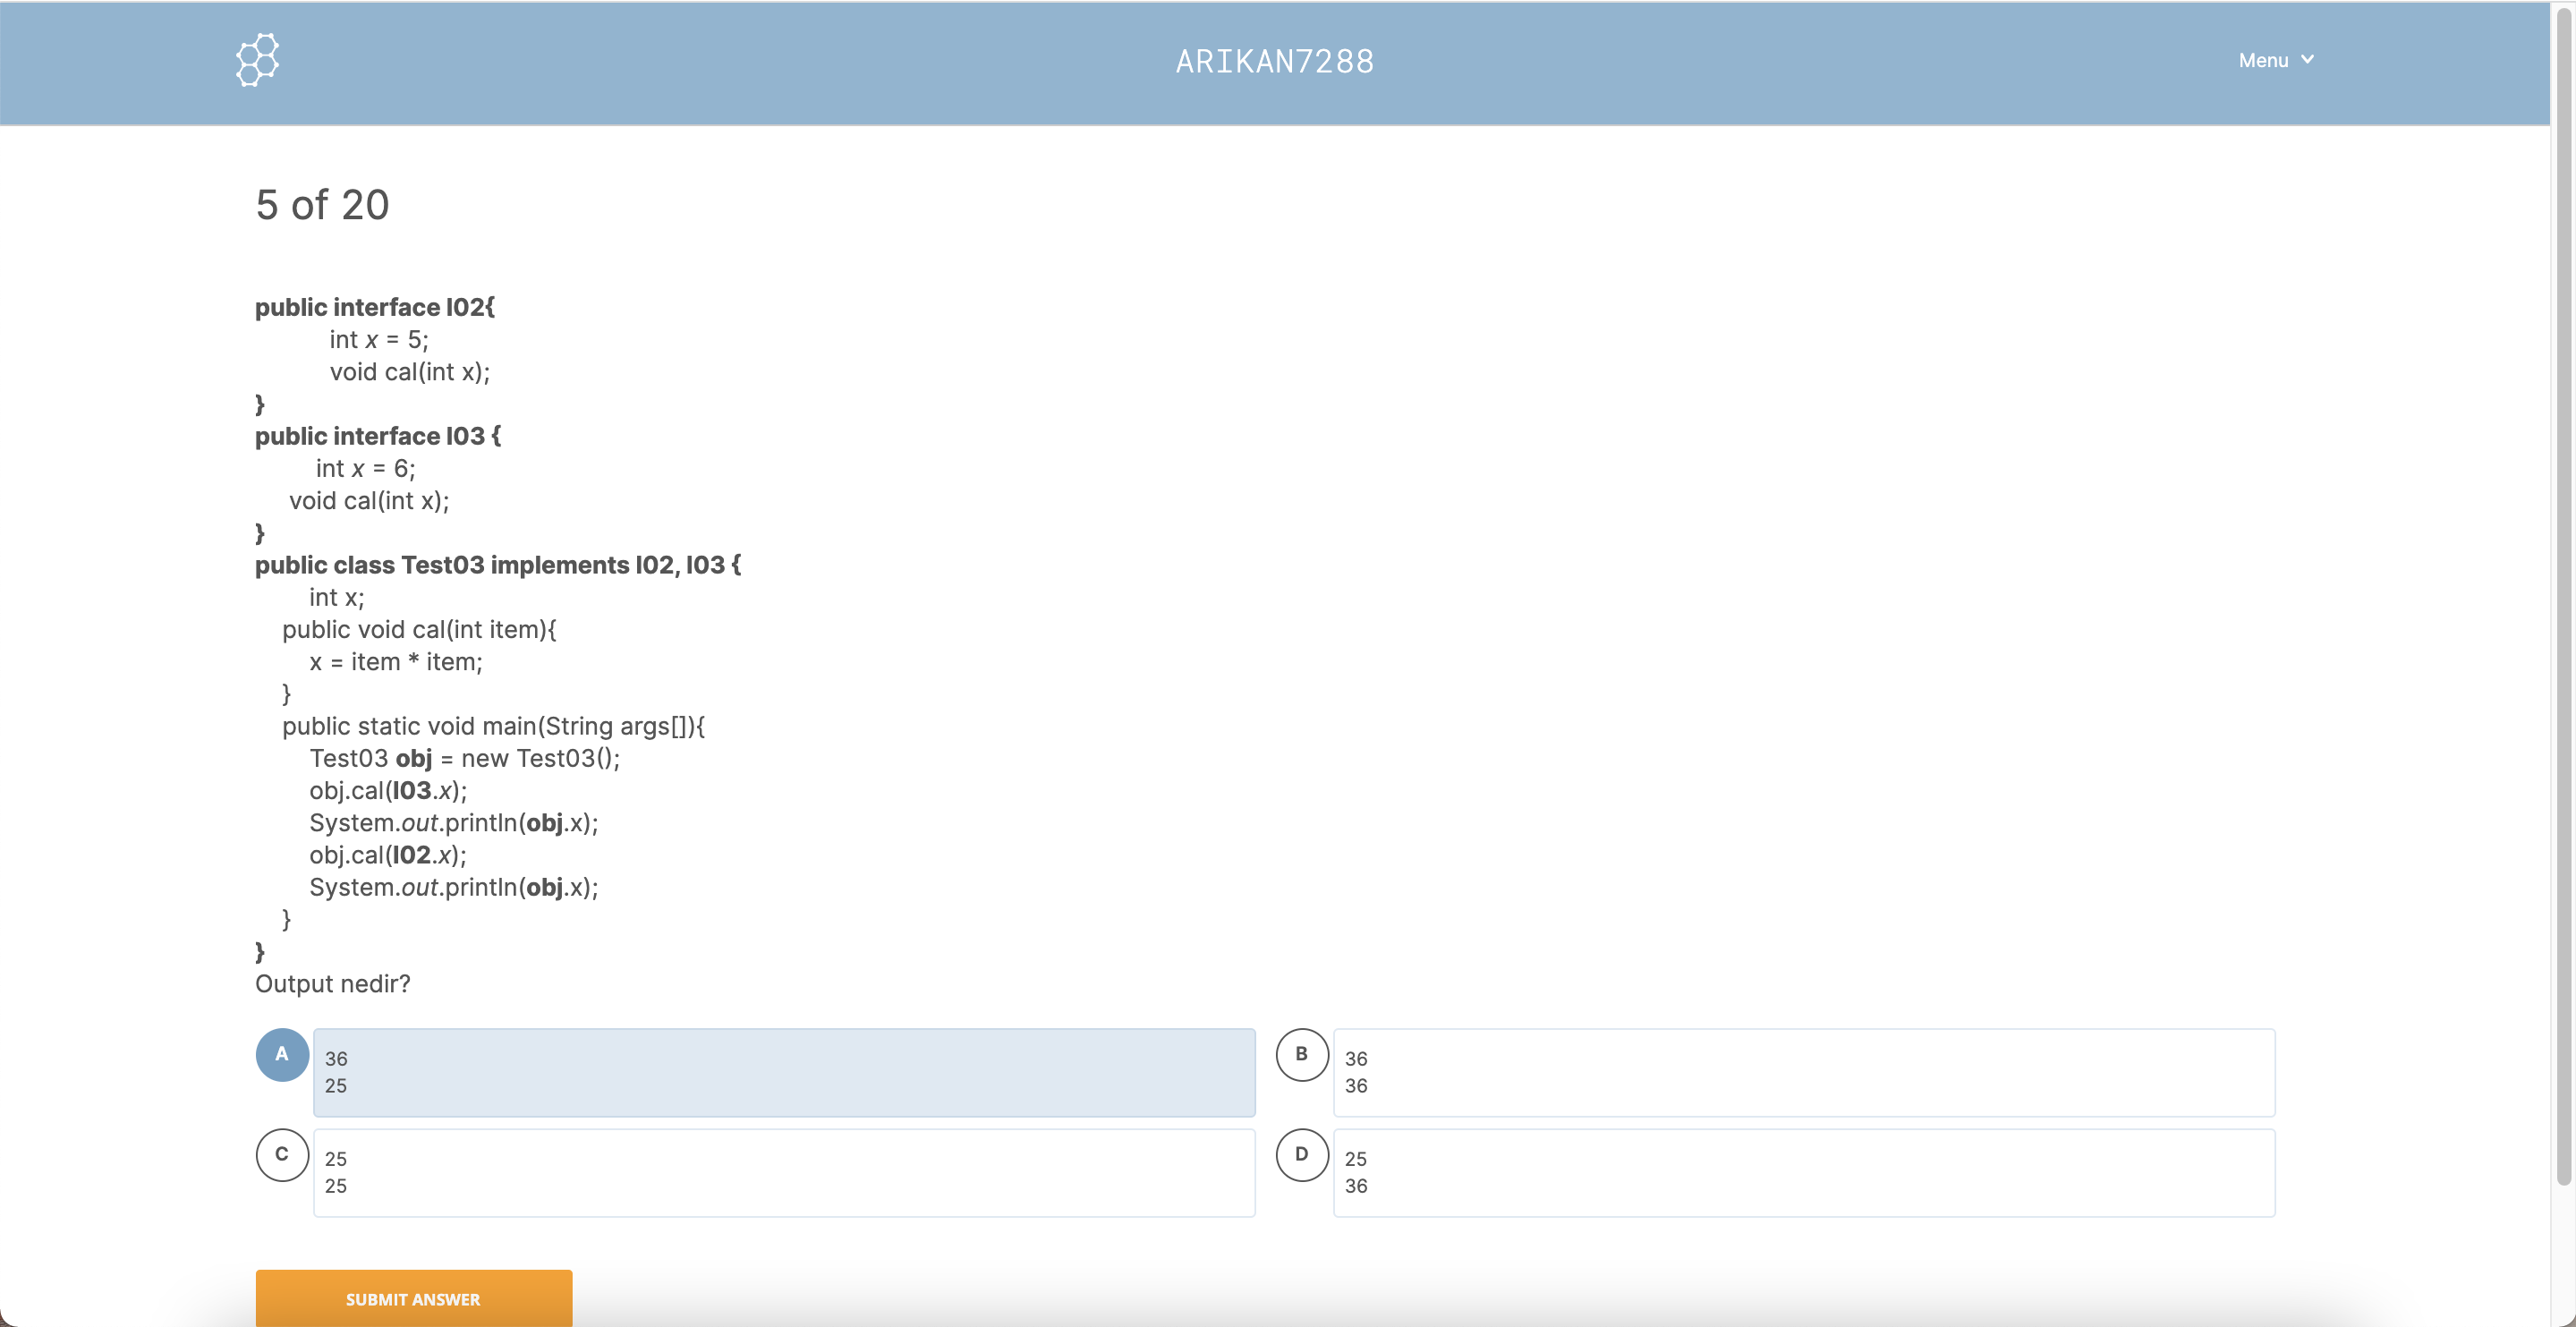 ARIKAN7288
Menu
5 of 20
public interface I02{
int x = 5;
void cal(int x);
}
public interface I03 {
int x = 6;
void cal(int x);
}
public class Test03 implements I02, I03 {
int x;
public void cal(int item){
x = item * item;
}
public static void main(String args[]){
Test03 obj = new Test03();
obj.cal(I03.x);
System.out.println(obj.x);
obj.cal(I02.x);
System.out.println(obj.x);
}
}
Output nedir?
A
36
25
B
36
36
C
25
25
D
25
36
SUBMIT ANSWER